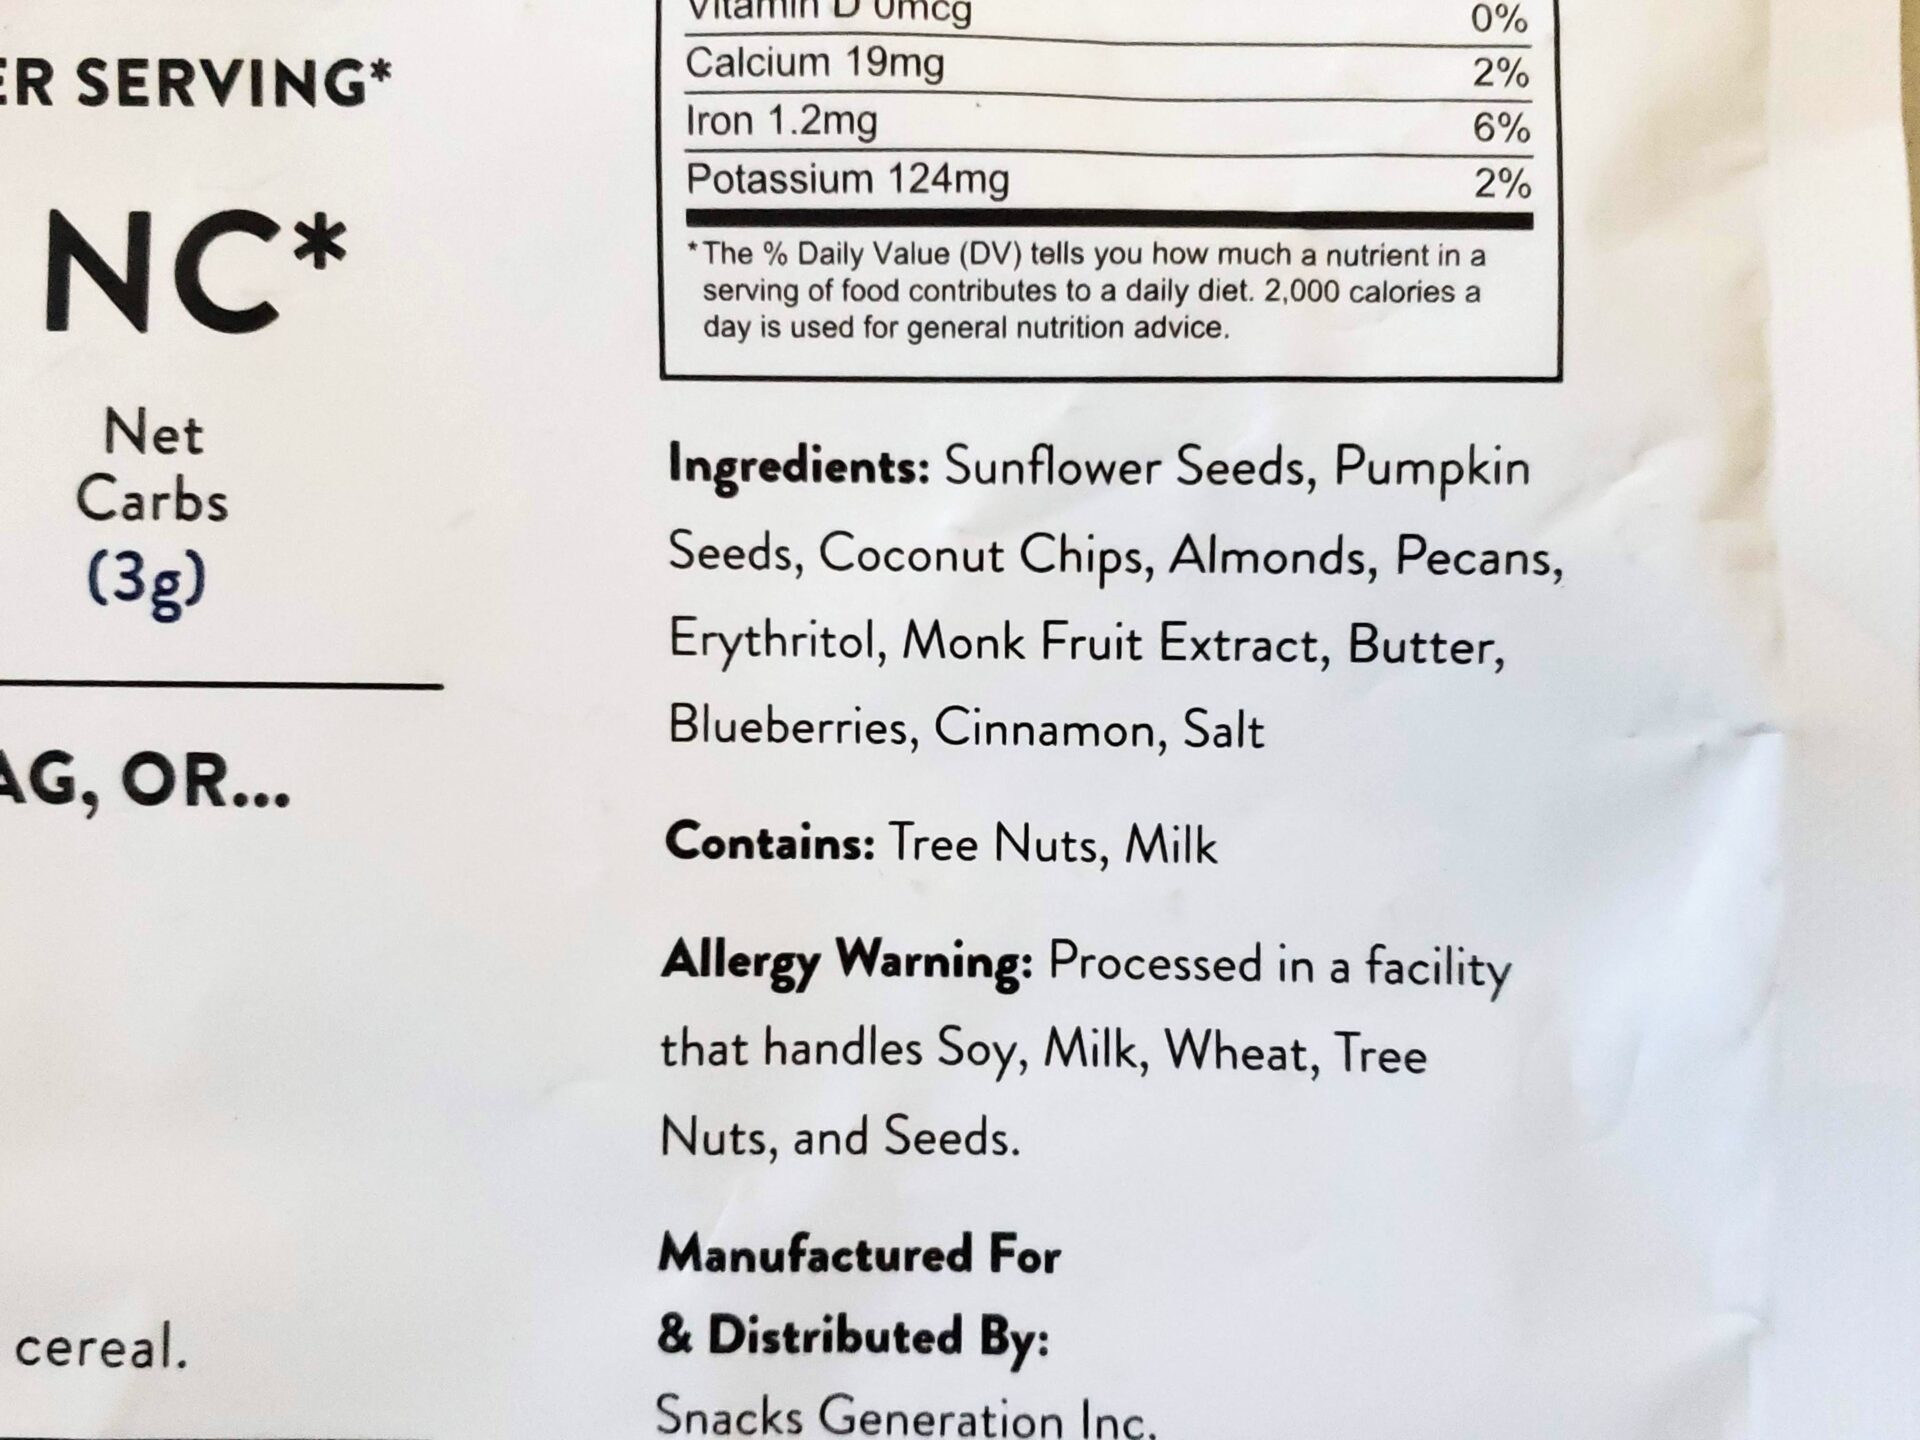 ER SERVING*
NC*
Net
Carbs
(3g)
AG, OR...
cereal.
Vitamin D 0mcg 0%
Calcium 19mg 2%
Iron 1.2mg 6%
Potassium 124mg 2%
*The % Daily Value (DV) tells you how much a nutrient in a
serving of food contributes to a daily diet. 2,000 calories a
day is used for general nutrition advice.
Ingredients: Sunflower Seeds, Pumpkin
Seeds, Coconut Chips, Almonds, Pecans,
Erythritol, Monk Fruit Extract, Butter,
Blueberries, Cinnamon, Salt
Contains: Tree Nuts, Milk
Allergy Warning: Processed in a facility
that handles Soy, Milk, Wheat, Tree
Nuts, and Seeds.
Manufactured For
& Distributed By:
Snacks Generation Inc.